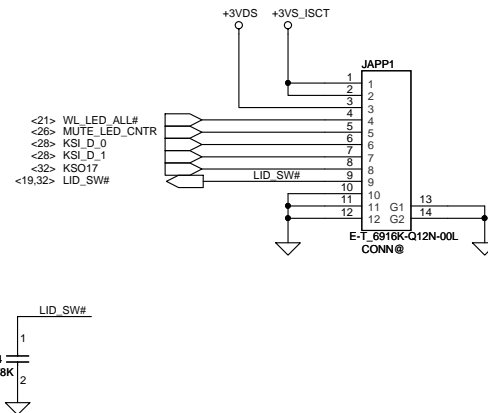 +3VDS +3VS_ISCT
JAPP1
1 1
2 2
3 3
<21> WL_LED_ALL# 4 4
<26> MUTE_LED_CNTR 5 5
<28> KSI_D_0 6 6
<28> KSI_D_1 7 7
<32> KSO17 8 8
<19,32> LID_SW# LID_SW# 9 9
10 10
11 11 G1 13
12 12 G2 14
E-T_6916K-Q12N-00L
CONN@
LID_SW#
1
8K
2